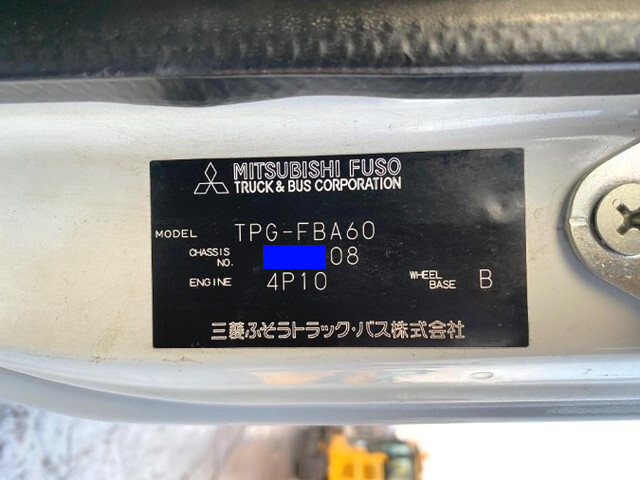 MITSUBISHI FUSO
TRUCK & BUS CORPORATION
MODEL TPG-FBA60
CHASSIS NO. 08
ENGINE 4P10 WHEEL BASE B
三菱ふそうトラック・バス株式会社